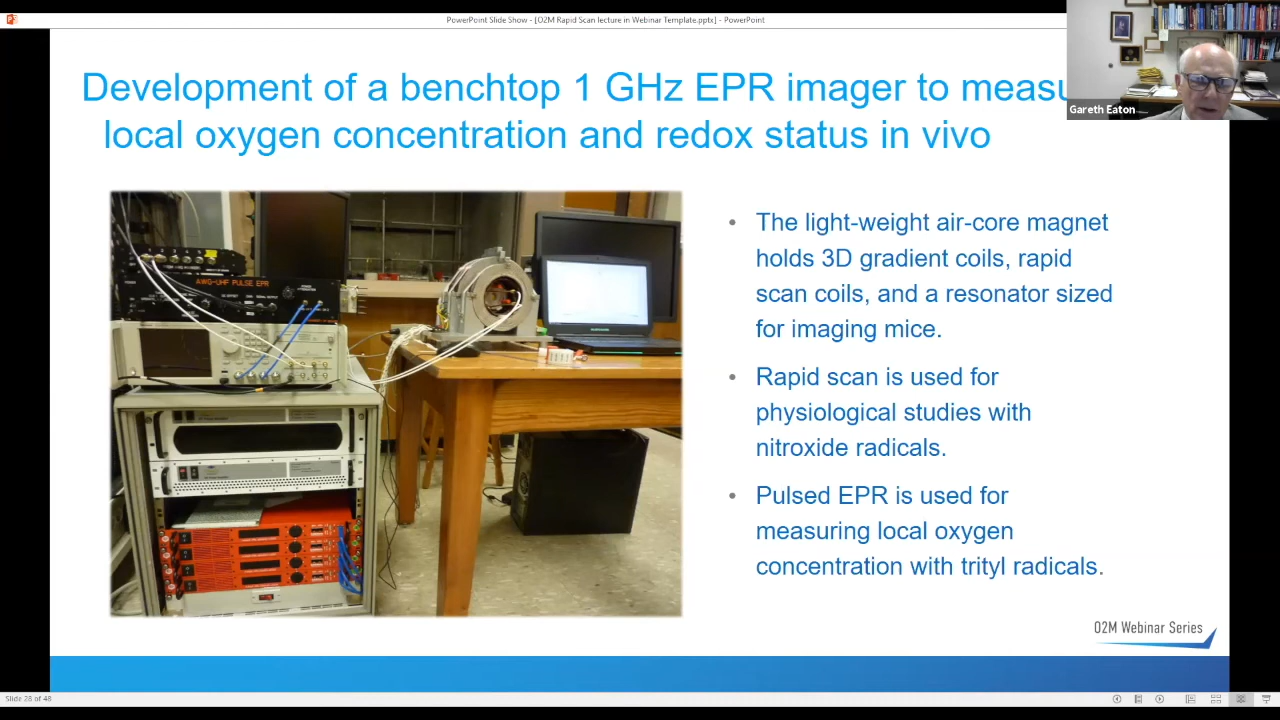 PowerPoint Slide Show - [O2M Rapid Scan lecture in Webinar Template.pptx] - PowerPoint
Gareth Eaton
Development of a benchtop 1 GHz EPR imager to measu
local oxygen concentration and redox status in vivo
AWG-UHF PULSE EPR
• The light-weight air-core magnet
holds 3D gradient coils, rapid
scan coils, and a resonator sized
for imaging mice.
• Rapid scan is used for
physiological studies with
nitroxide radicals.
• Pulsed EPR is used for
measuring local oxygen
concentration with trityl radicals.
O2M Webinar Series
Slide 28 of 48